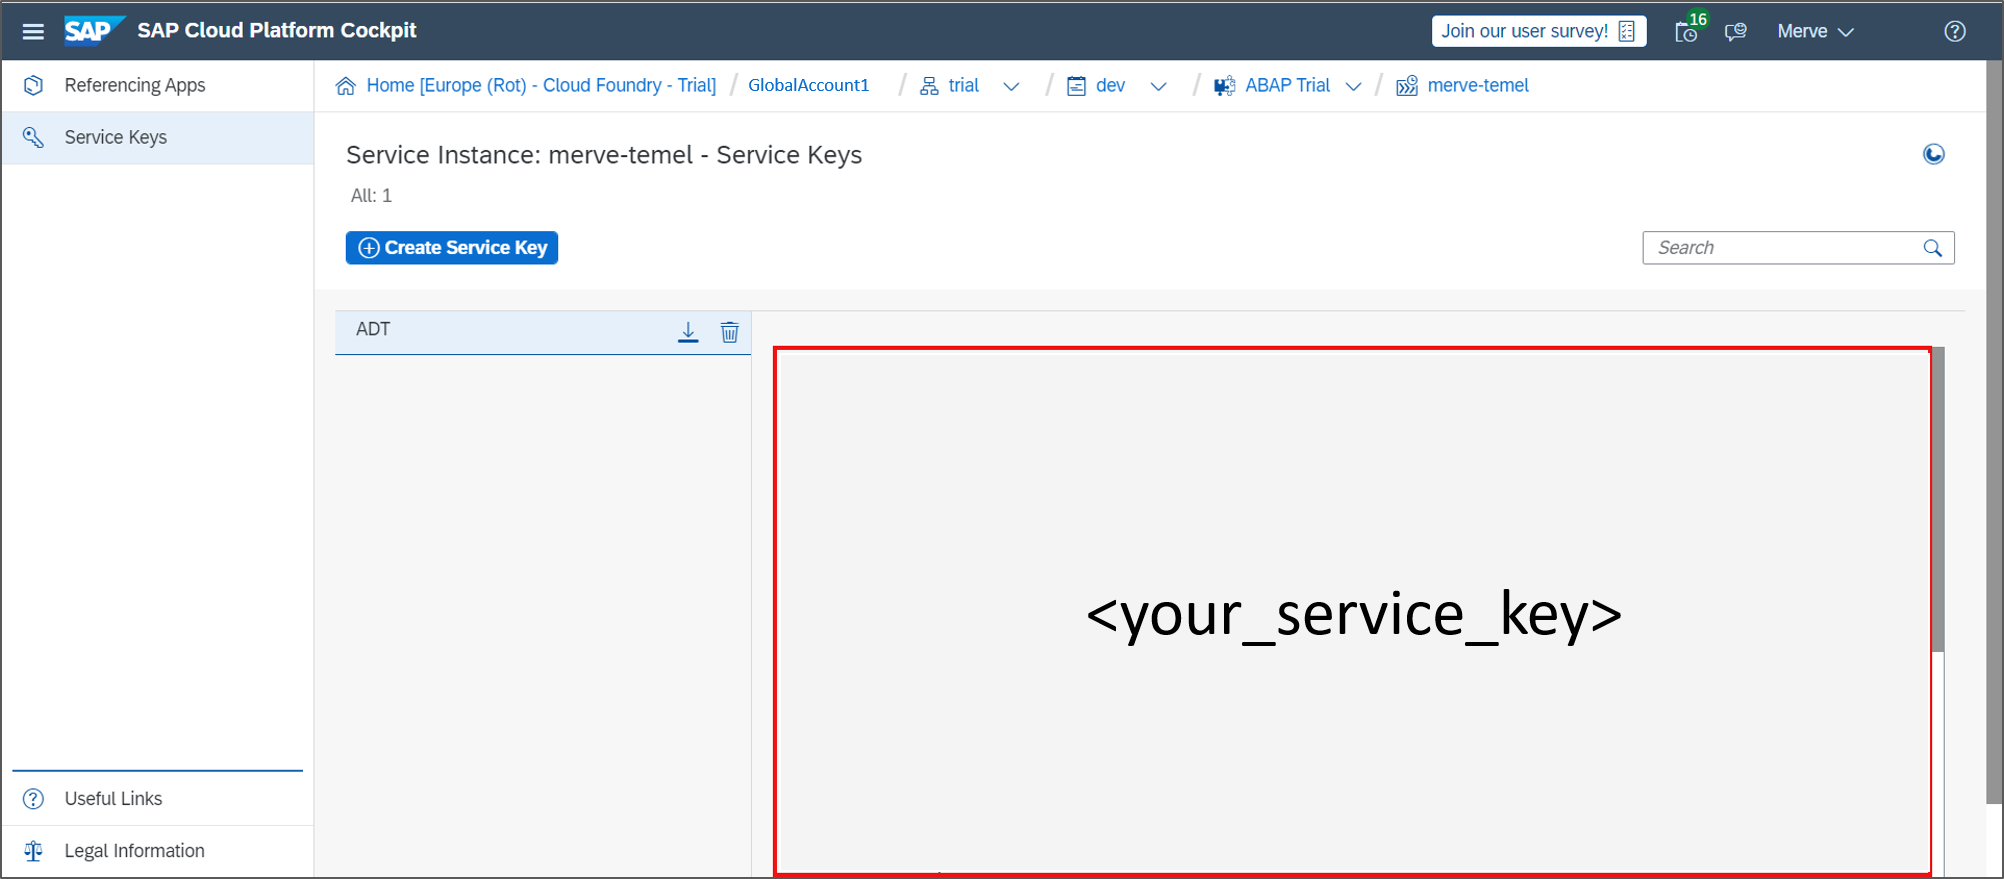 SAP SAP Cloud Platform Cockpit Join our user survey! 16 Merve
Referencing Apps
Home [Europe (Rot) - Cloud Foundry - Trial] / GlobalAccount1 / trial / dev / ABAP Trial / merve-temel
Service Keys
Service Instance: merve-temel - Service Keys
All: 1
Create Service Key
Search
ADT
<your_service_key>
Useful Links
Legal Information